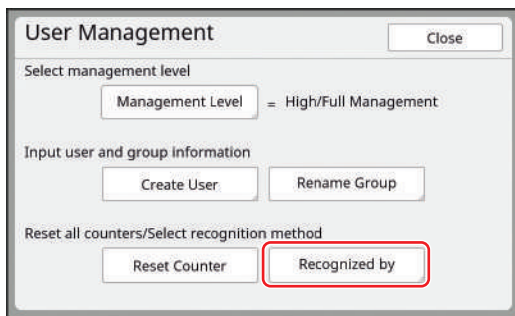 User Management
Close
Select management level
Management Level = High/Full Management
Input user and group information
Create User Rename Group
Reset all counters/Select recognition method
Reset Counter Recognized by